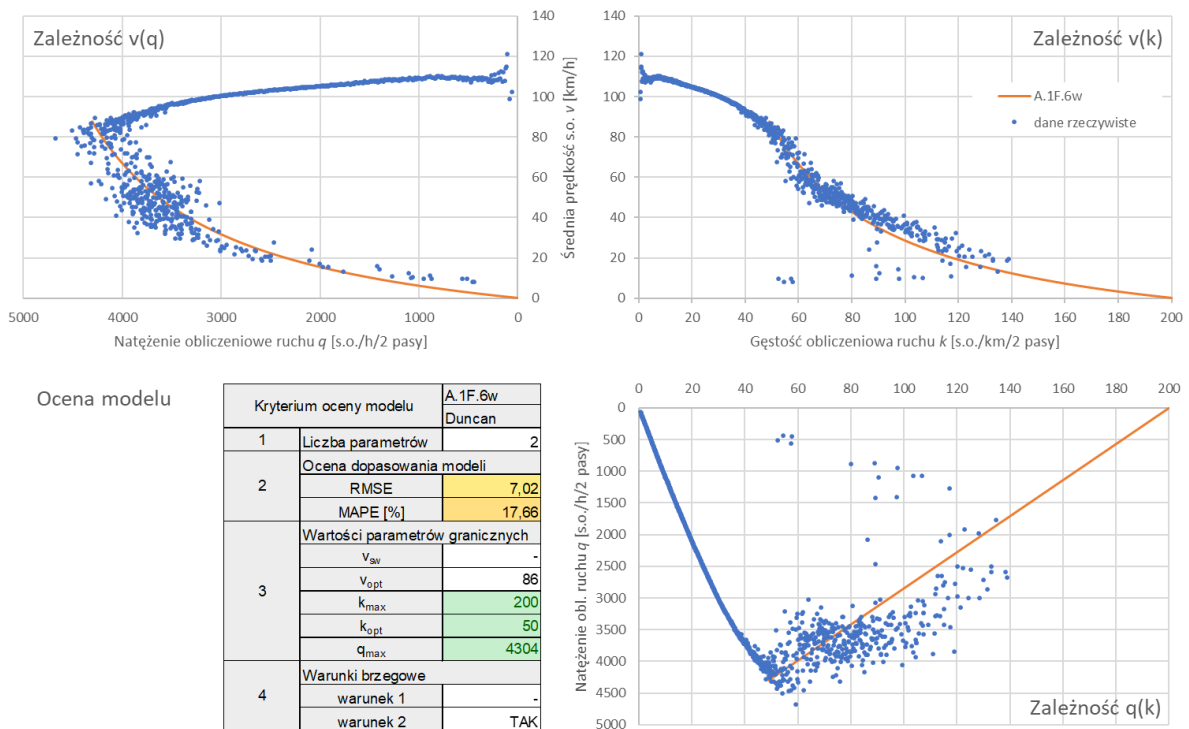 Zależność v(q)
140
120
100
80
60
40
20
0
5000 4000 3000 2000 1000 0
Natężenie obliczeniowe ruchu q [s.o./h/2 pasy]
Średnia prędkość s.o. v [km/h]
Zależność v(k)
140
120
100
80
60
40
20
0
A.1F.6w
dane rzeczywiste
0 20 40 60 80 100 120 140 160 180 200
Gęstość obliczeniowa ruchu k [s.o./km/2 pasy]
Ocena modelu
Kryterium oceny modelu A.1F.6w
Duncan
1 Liczba parametrów 2
2 Ocena dopasowania modeli
RMSE 7,02
MAPE [%] 17,66
3 Wartości parametrów granicznych
v_sw -
v_opt 86
k_max 200
k_opt 50
q_max 4304
4 Warunki brzegowe
warunek 1 -
warunek 2 TAK
0 20 40 60 80 100 120 140 160 180 200
0
500
1000
1500
2000
2500
3000
3500
4000
4500
5000
Natężenie obl. ruchu q [s.o./h/2 pasy]
Zależność q(k)